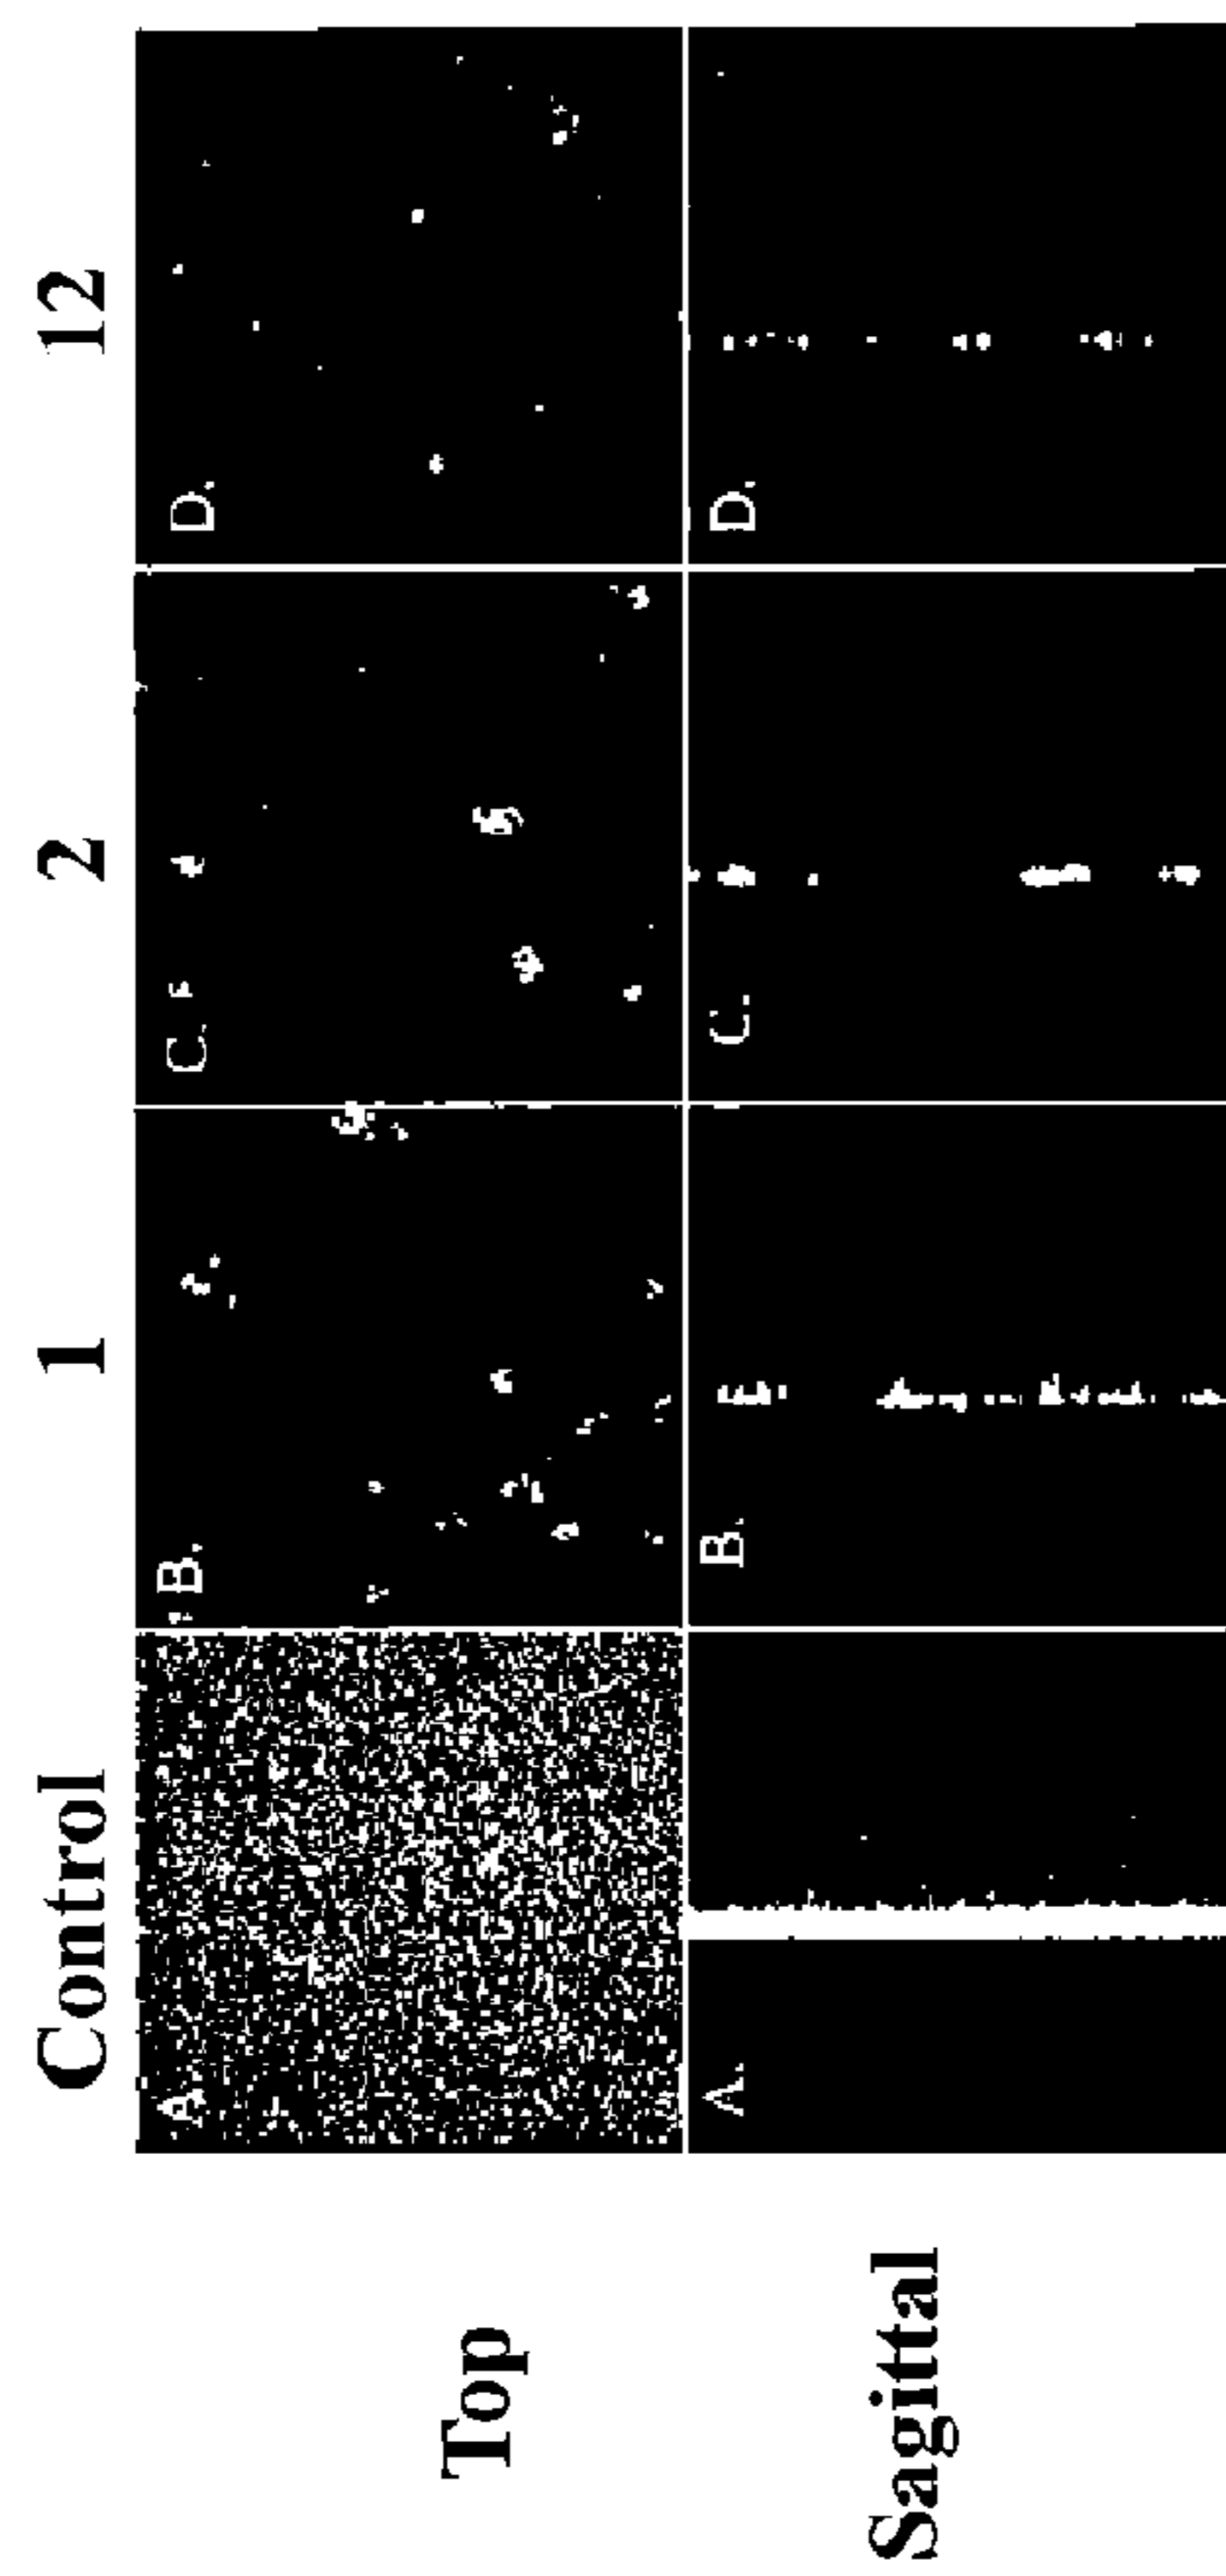 Control 1 2 12
Top A. B. C. D.
Sagittal A. B. C. D.